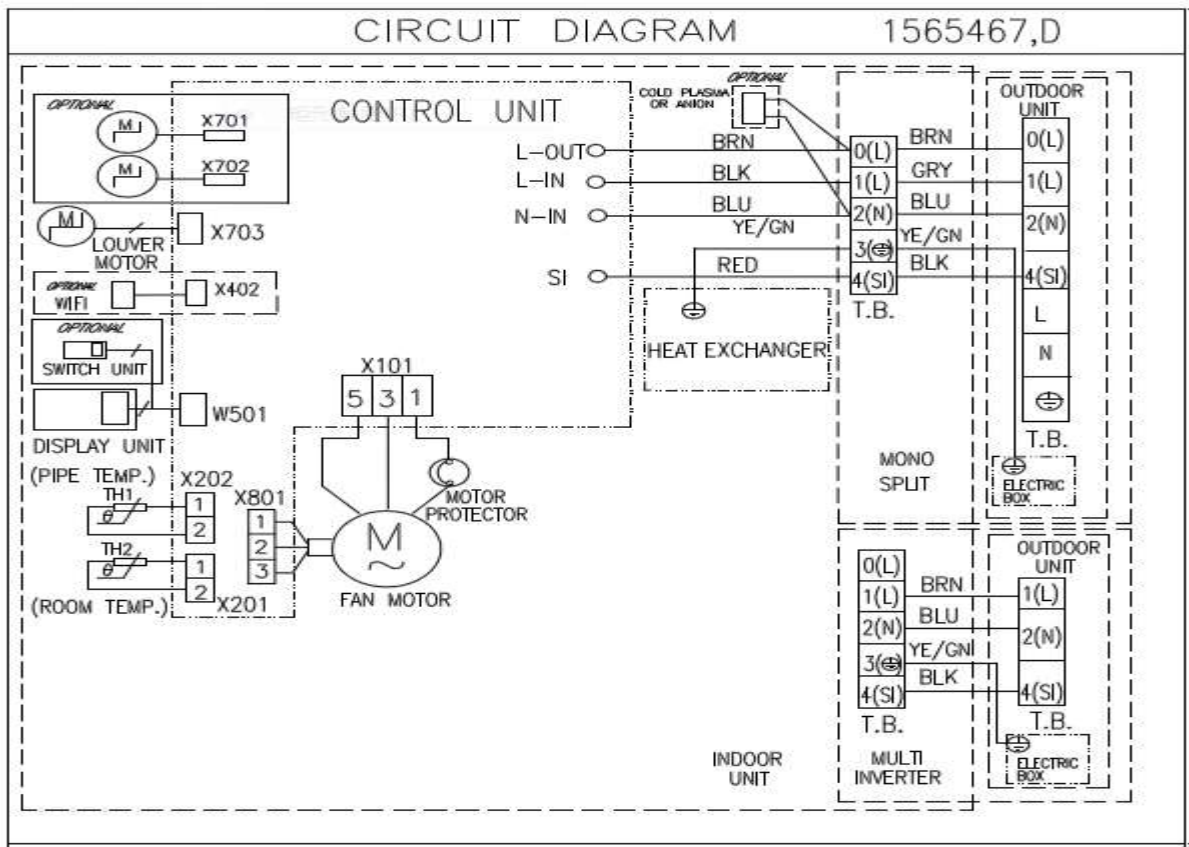 CIRCUIT DIAGRAM 1565467,D
OPTIONAL
M X701
M X702
M X703
LOUVER
MOTOR
OPTIONAL
WIFI
X402
OPTIONAL
SWITCH UNIT
W501
DISPLAY UNIT
(PIPE TEMP.)
TH1
θ
X202
1
2
TH2
θ
1
2
X201
(ROOM TEMP.)
X801
1
2
3
CONTROL UNIT
L-OUT
L-IN
N-IN
SI
X101
5 3 1
MOTOR
PROTECTOR
M
~
FAN MOTOR
OPTIONAL
COLD PLASMA
OR ANION
BRN
BLK
BLU
YE/GN
RED
HEAT EXCHANGER
0(L)
1(L)
2(N)
3(⏚)
4(SI)
T.B.
BRN
GRY
BLU
YE/GN
BLK
OUTDOOR
UNIT
0(L)
1(L)
2(N)
4(SI)
L
N
T.B.
ELECTRIC
BOX
MONO
SPLIT
0(L)
1(L)
2(N)
3(⏚)
4(SI)
T.B.
BRN
BLU
YE/GN
BLK
OUTDOOR
UNIT
1(L)
2(N)
4(SI)
T.B.
ELECTRIC
BOX
MULTI
INVERTER
INDOOR
UNIT